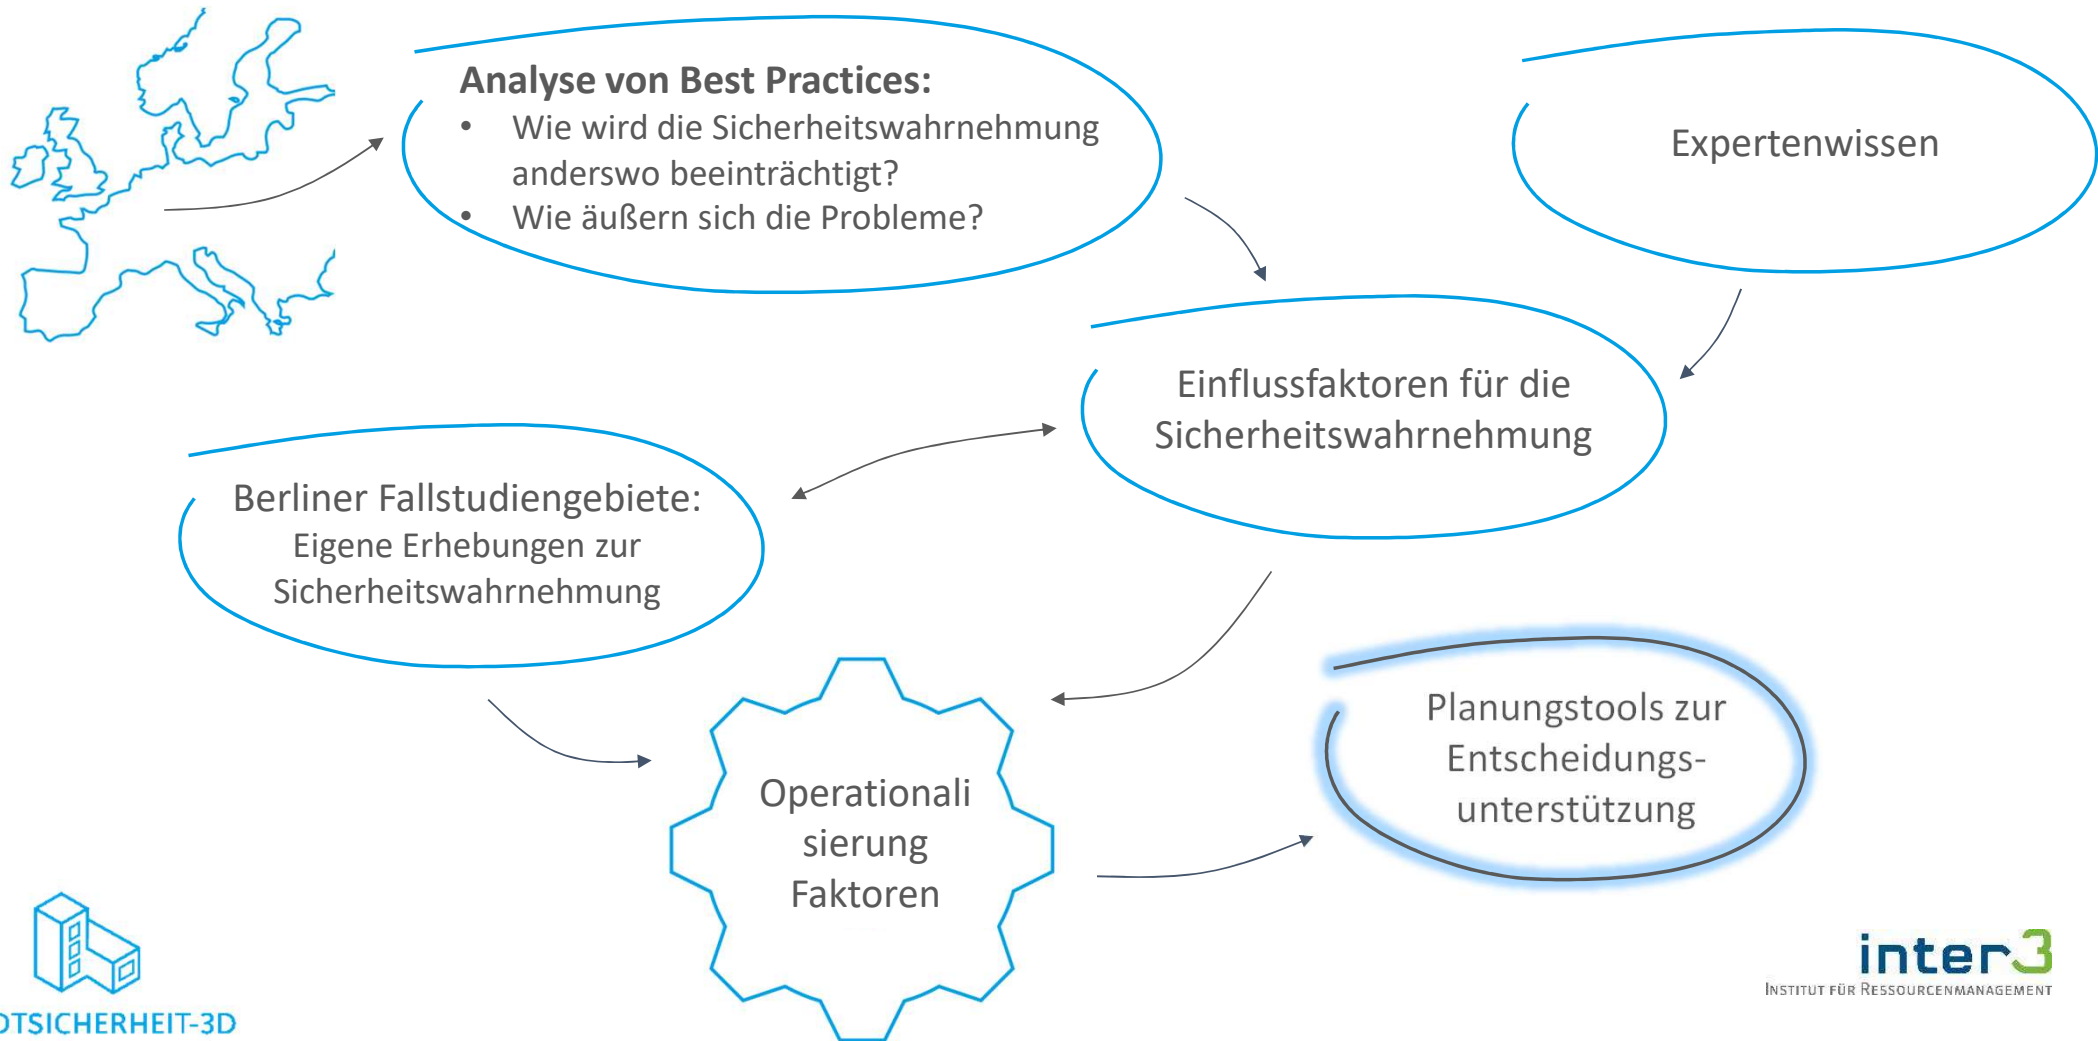 Analyse von Best Practices:
• Wie wird die Sicherheitswahrnehmung
anderswo beeinträchtigt?
• Wie äußern sich die Probleme?
Expertenwissen
Einflussfaktoren für die
Sicherheitswahrnehmung
Berliner Fallstudiengebiete:
Eigene Erhebungen zur
Sicherheitswahrnehmung
Operationali
sierung
Faktoren
Planungstools zur
Entscheidungs-
unterstützung
DTSICHERHEIT-3D
inter3
INSTITUT FÜR RESSOURCENMANAGEMENT